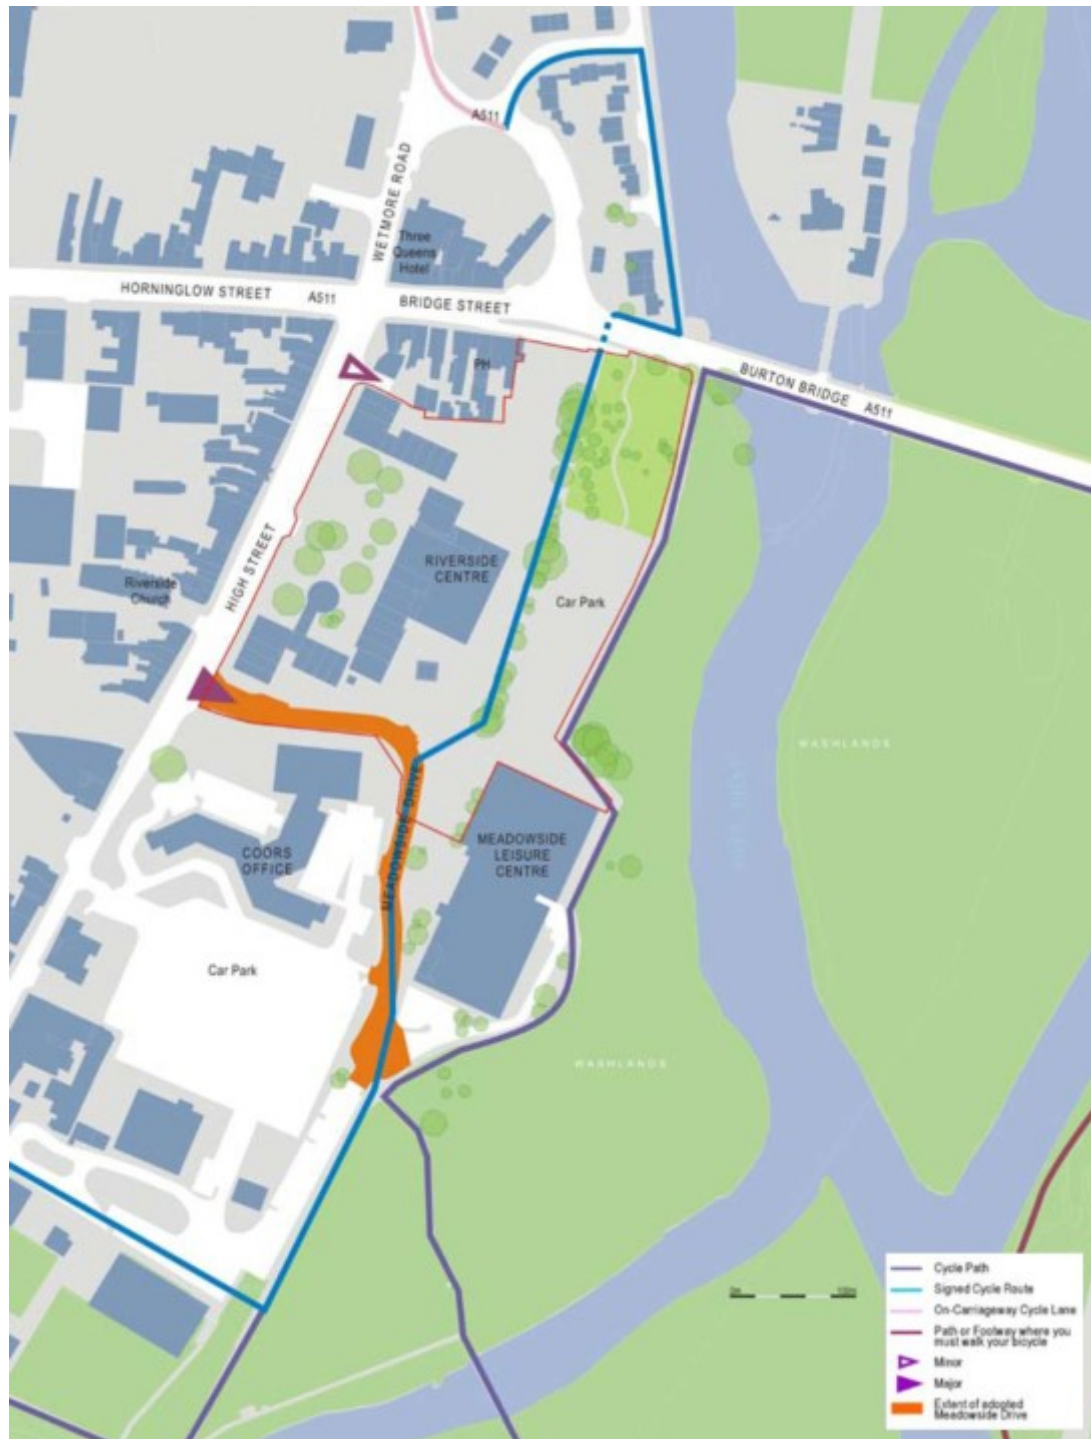 A511
WETMORE ROAD
Three
Queens
Hotel
HORNINGLOW STREET
A511
BRIDGE STREET
PH
BURTON BRIDGE
A511
HIGH STREET
Riverside
Church
RIVERSIDE
CENTRE
Car Park
WASHLANDS
MEADOWSIDE DRIVE
COORS
OFFICE
MEADOWSIDE
LEISURE
CENTRE
Car Park
WASHLANDS
0m
100m
Cycle Path
Signed Cycle Route
On-Carriageway Cycle Lane
Path or Footway where you
must walk your bicycle
Minor
Major
Extent of adopted
Meadowside Drive